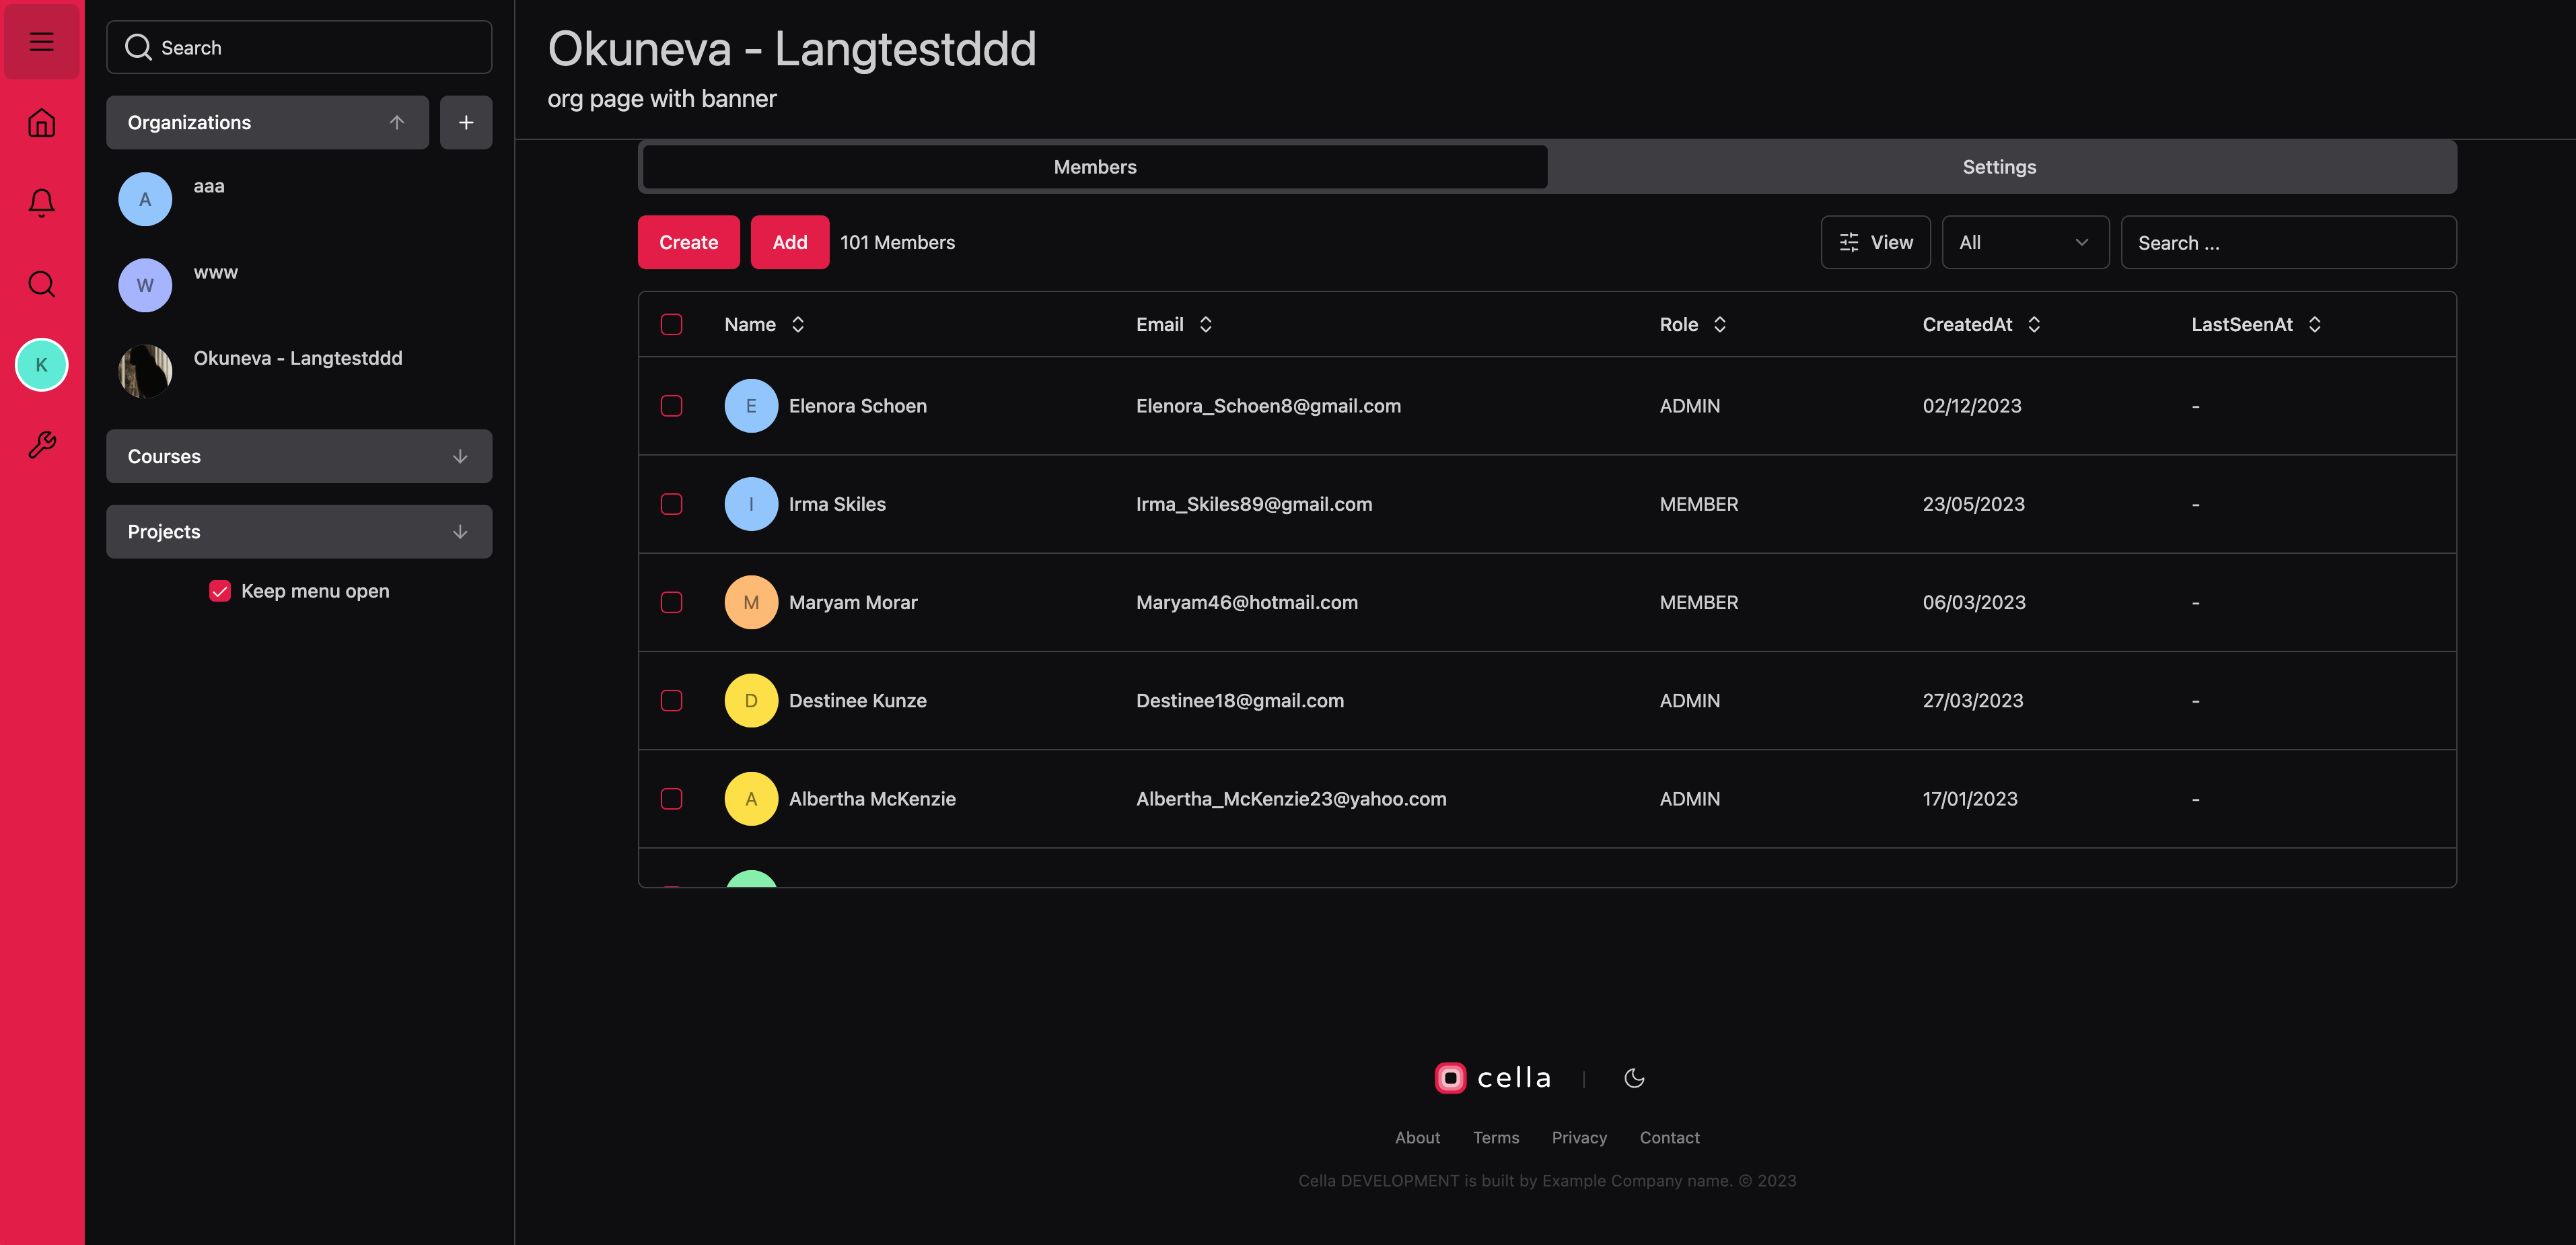 Search
Organizations
A aaa
W www
Okuneva - Langtestddd
K
Courses
Projects
Keep menu open
Okuneva - Langtestddd
org page with banner
Members Settings
Create Add 101 Members View All Search ...
Name Email Role CreatedAt LastSeenAt
E Elenora Schoen Elenora_Schoen8@gmail.com ADMIN 02/12/2023 -
I Irma Skiles Irma_Skiles89@gmail.com MEMBER 23/05/2023 -
M Maryam Morar Maryam46@hotmail.com MEMBER 06/03/2023 -
D Destinee Kunze Destinee18@gmail.com ADMIN 27/03/2023 -
A Albertha McKenzie Albertha_McKenzie23@yahoo.com ADMIN 17/01/2023 -
cella |
About Terms Privacy Contact
Cella DEVELOPMENT is built by Example Company name. © 2023